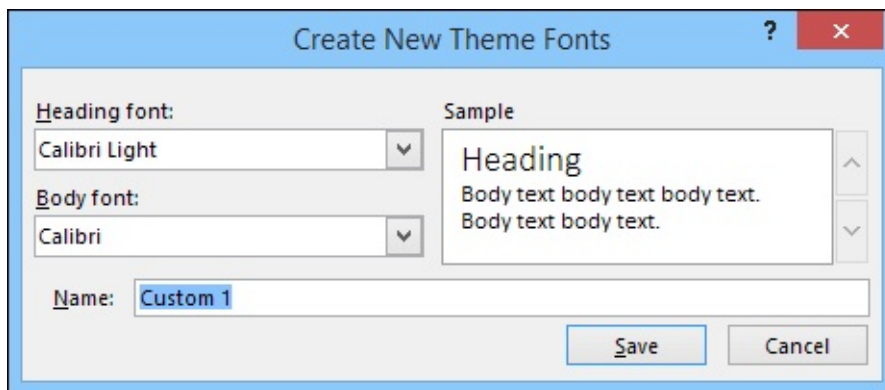 Create New Theme Fonts
?
Heading font:
Calibri Light
Body font:
Calibri
Sample
Heading
Body text body text body text.
Body text body text.
Name:
Custom 1
Save
Cancel